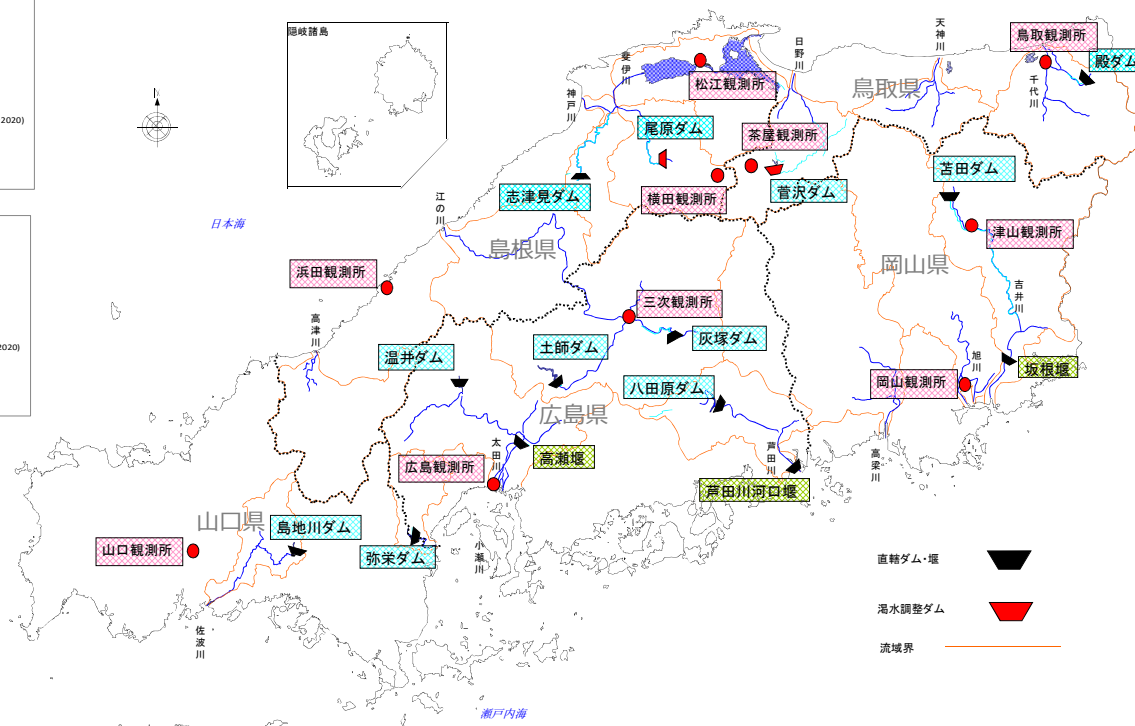 隠岐諸島
2020)
2020)
日本海
斐伊川
神戸川
日野川
天神川
千代川
江の川
高津川
吉井川
旭川
高梁川
芦田川
太田川
小瀬川
佐波川
松江観測所
鳥取観測所
殿ダム
鳥取県
尾原ダム
茶屋観測所
苫田ダム
志津見ダム
横田観測所
菅沢ダム
津山観測所
島根県
岡山県
浜田観測所
三次観測所
土師ダム
灰塚ダム
温井ダム
八田原ダム
岡山観測所
坂根堰
広島県
広島観測所
高瀬堰
芦田川河口堰
山口県
島地川ダム
山口観測所
弥栄ダム
直轄ダム・堰
渇水調整ダム
流域界
瀬戸内海